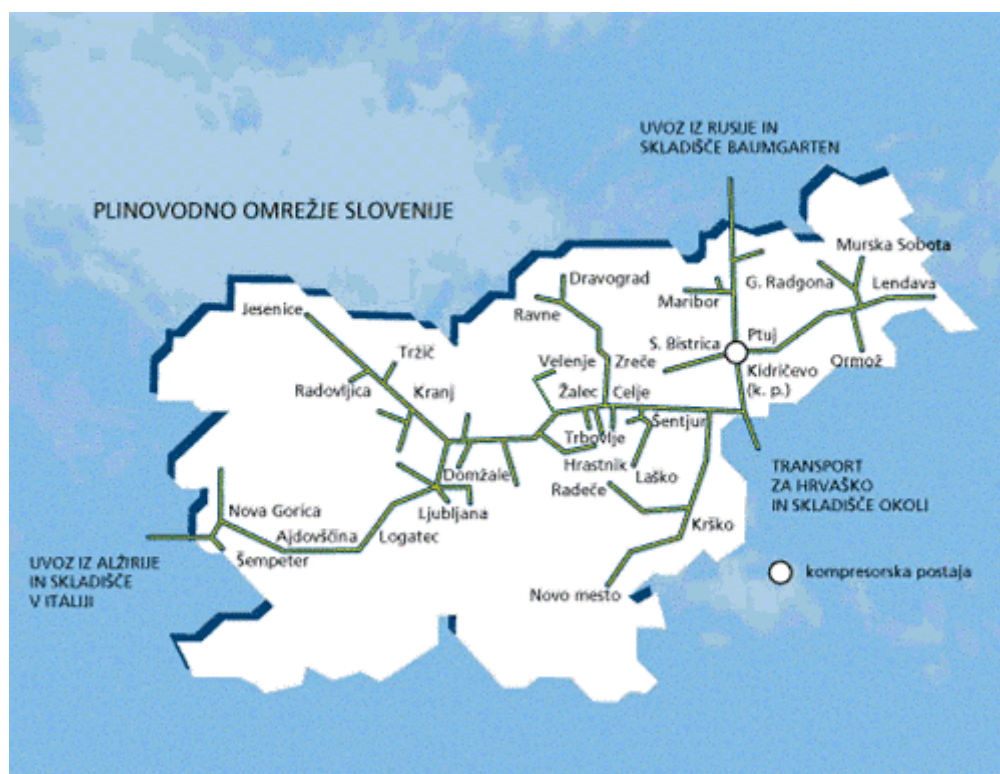 UVOZ IZ RUSIJE IN
SKLADIŠČE BAUMGARTEN
PLINOVODNO OMREŽJE SLOVENIJE
Murska Sobota
Dravograd
G. Radgona
Lendava
Maribor
Jesenice
Ravne
Ptuj
S. Bistrica
Tržič
Velenje
Zreče
Ormož
Kidričevo
(k. p.)
Radovljica
Kranj
Žalec
Celje
Šentjur
Trbovlje
Hrastnik
Laško
TRANSPORT
ZA HRVAŠKO
IN SKLADIŠČE OKOLI
Domžale
Radeče
Nova Gorica
Ljubljana
Krško
Ajdovščina
Logatec
Šempeter
UVOZ IZ ALŽIRIJE
IN SKLADIŠČE
V ITALIJI
kompresorska postaja
Novo mesto